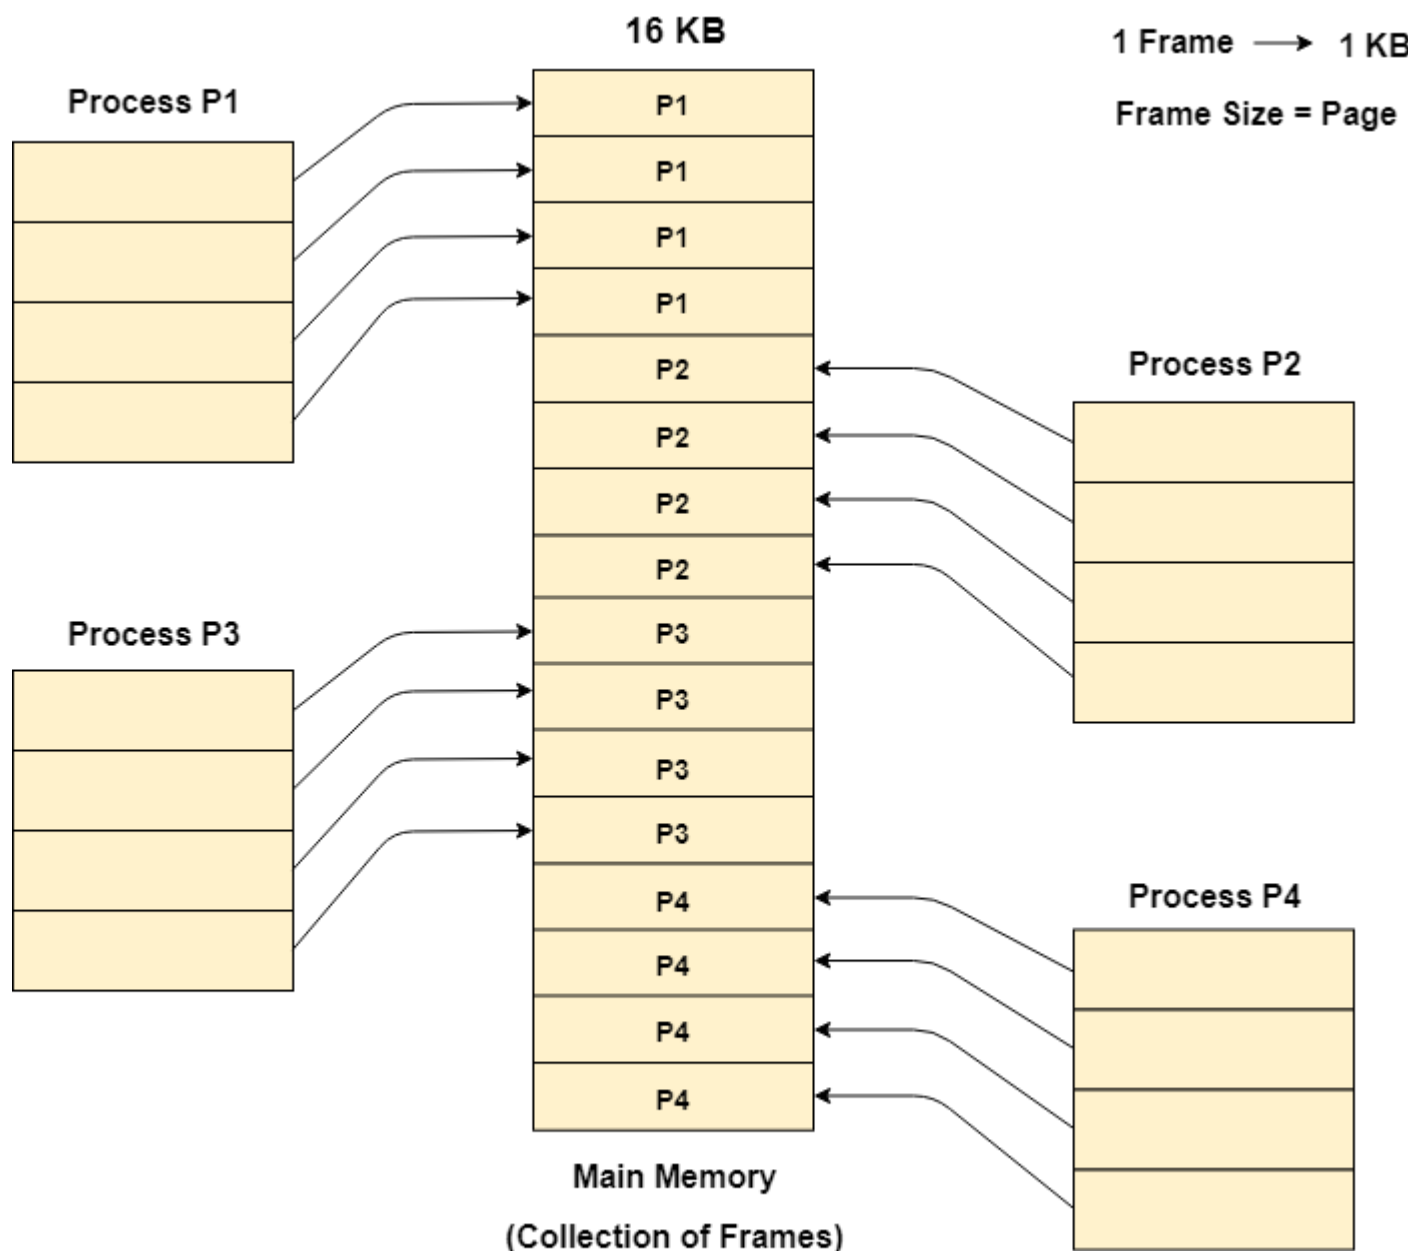 16 KB
1 Frame 1 KB
Frame Size = Page
Process P1
P1
P1
P1
P1
Process P2
P2
P2
P2
P2
Process P3
P3
P3
P3
P3
Process P4
P4
P4
P4
P4
Main Memory
(Collection of Frames)